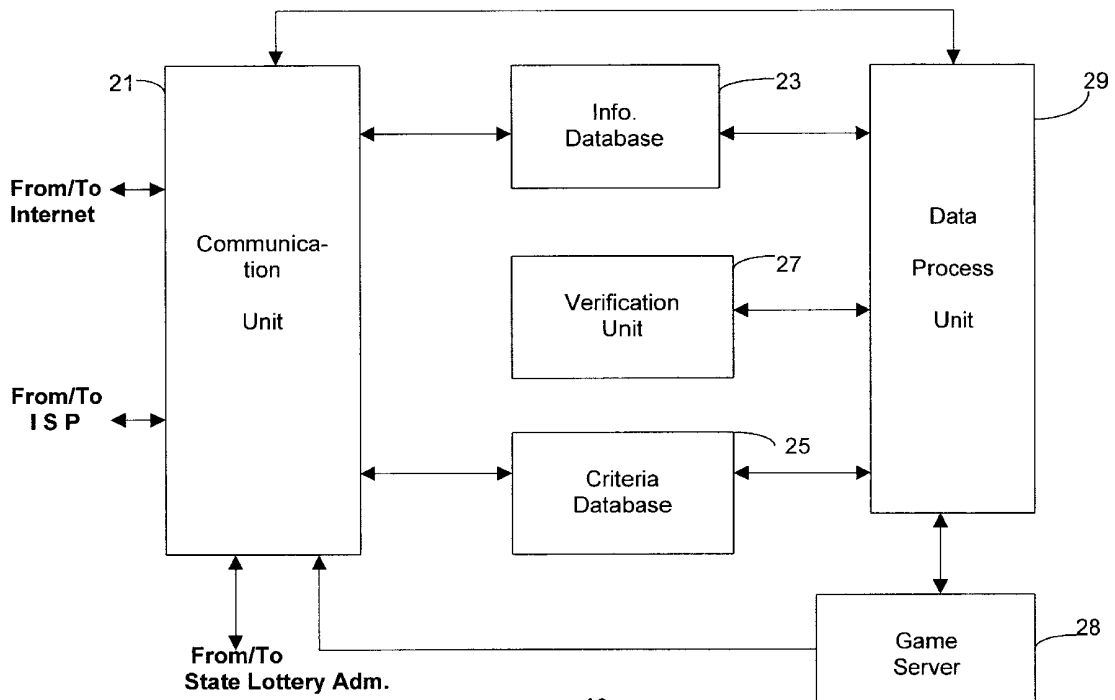 21
23
29
Info.
Database
From/To
Internet
Communica-
tion
Unit
27
Verification
Unit
Data
Process
Unit
From/To
I S P
25
Criteria
Database
From/To
State Lottery Adm.
Game
Server
28